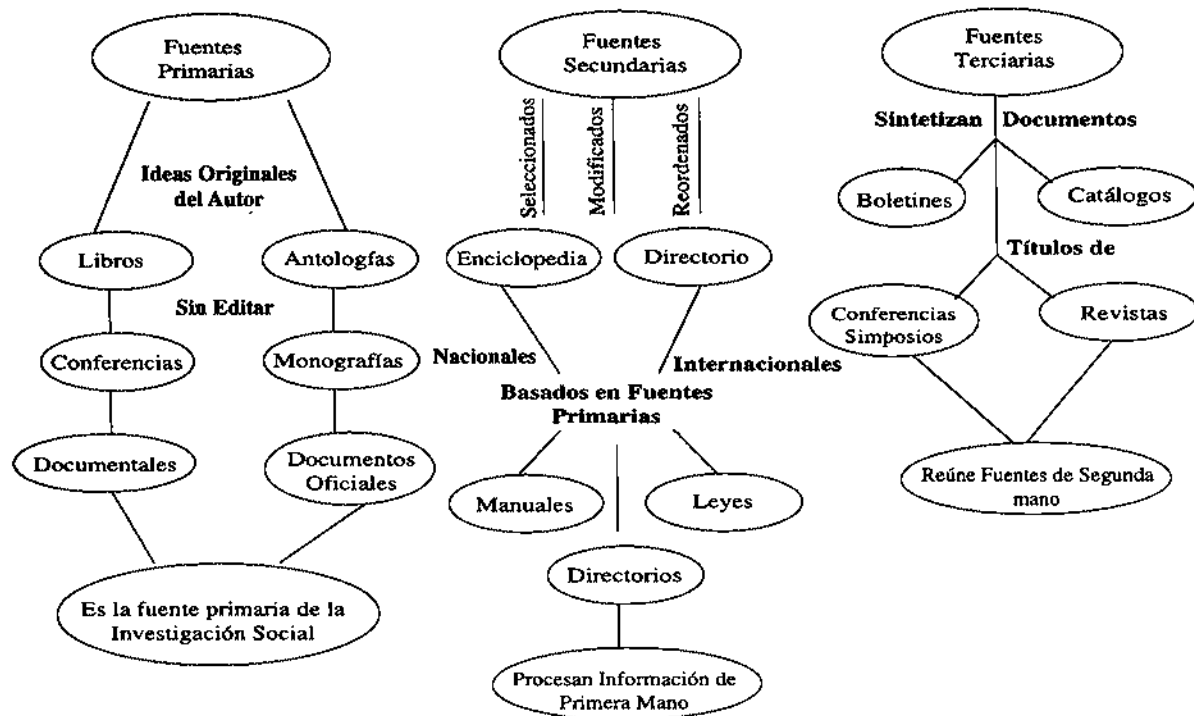 Fuentes
Primarias
Ideas Originales
del Autor
Libros
Antologfas
Sin Editar
Conferencias
Monografías
Documentales
Documentos
Oficiales
Es la fuente primaria de la
Investigación Social
Fuentes
Secundarias
Seleccionados
Modificados
Reordenados
Enciclopedia
Directorio
Nacionales
Internacionales
Basados en Fuentes
Primarias
Manuales
Leyes
Directorios
Procesan Información de
Primera Mano
Fuentes
Terciarias
Sintetizan Documentos
Boletines
Catálogos
Títulos de
Conferencias
Simposios
Revistas
Reúne Fuentes de Segunda
mano